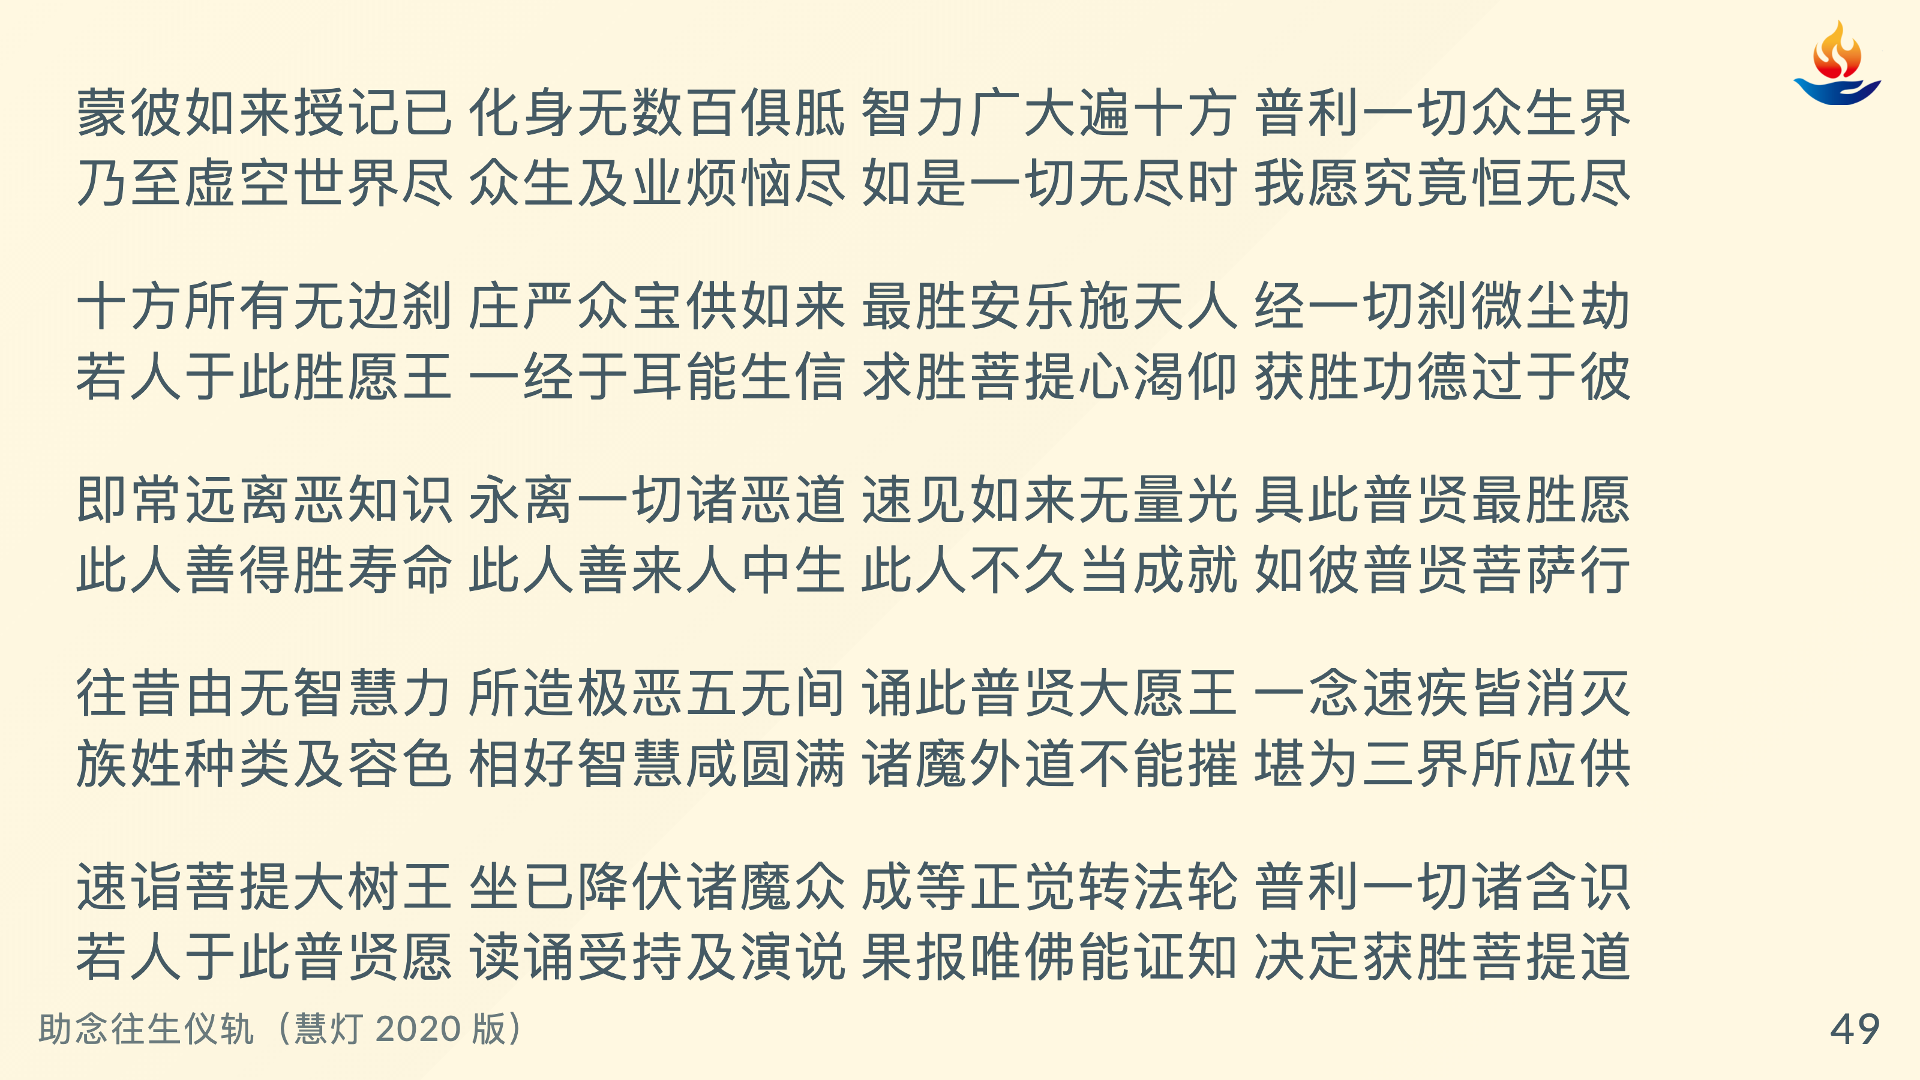 蒙彼如来授记已 化身无数百俱胝 智力广大遍十方 普利一切众生界
乃至虚空世界尽 众生及业烦恼尽 如是一切无尽时 我愿究竟恒无尽
十方所有无边刹 庄严众宝供如来 最胜安乐施天人 经一切刹微尘劫
若人于此胜愿王 一经于耳能生信 求胜菩提心渴仰 获胜功德过于彼
即常远离恶知识 永离一切诸恶道 速见如来无量光 具此普贤最胜愿
此人善得胜寿命 此人善来人中生 此人不久当成就 如彼普贤菩萨行
往昔由无智慧力 所造极恶五无间 诵此普贤大愿王 一念速疾皆消灭
族姓种类及容色 相好智慧咸圆满 诸魔外道不能摧 堪为三界所应供
速诣菩提大树王 坐已降伏诸魔众 成等正觉转法轮 普利一切诸含识
若人于此普贤愿 读诵受持及演说 果报唯佛能证知 决定获胜菩提道
助念往生仪轨（慧灯 2020 版）
49